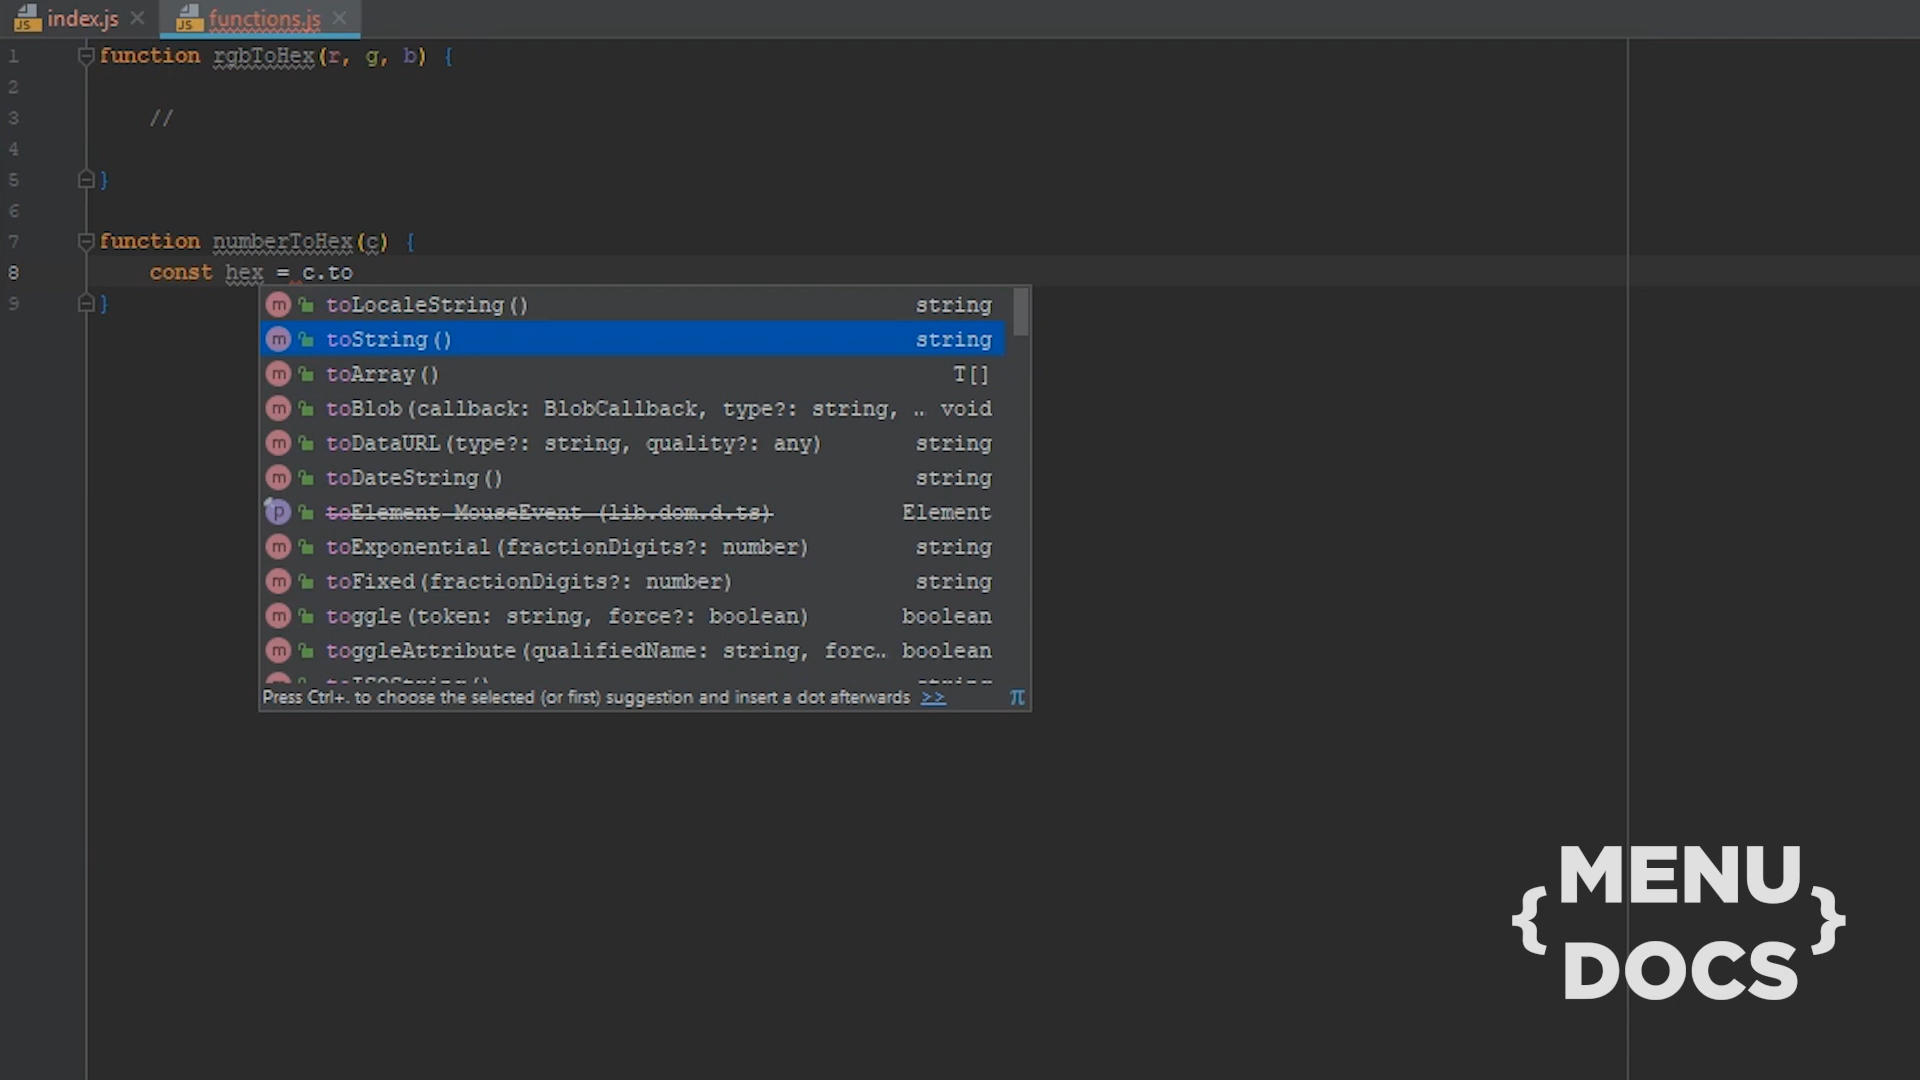 index.js
functions.js
1 function rgbToHex(r, g, b) {
2
3 //
4
5 }
6
7 function numberToHex(c) {
8 const hex = c.to
9 }
toLocaleString() string
toString() string
toArray() T[]
toBlob(callback: BlobCallback, type?: string, … void
toDataURL(type?: string, quality?: any) string
toDateString() string
toElement MouseEvent (lib.dom.d.ts) Element
toExponential(fractionDigits?: number) string
toFixed(fractionDigits?: number) string
toggle(token: string, force?: boolean) boolean
toggleAttribute(qualifiedName: string, forc… boolean
toISOString() string
Press Ctrl+. to choose the selected (or first) suggestion and insert a dot afterwards >> π
{ MENU
DOCS }